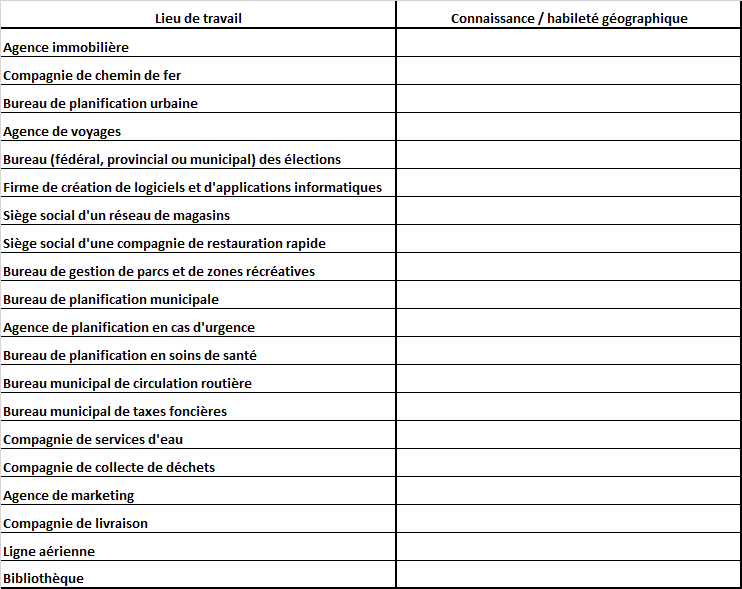 Lieu de travail Connaissance / habileté géographique
Agence immobilière
Compagnie de chemin de fer
Bureau de planification urbaine
Agence de voyages
Bureau (fédéral, provincial ou municipal) des élections
Firme de création de logiciels et d'applications informatiques
Siège social d'un réseau de magasins
Siège social d'une compagnie de restauration rapide
Bureau de gestion de parcs et de zones récréatives
Bureau de planification municipale
Agence de planification en cas d'urgence
Bureau de planification en soins de santé
Bureau municipal de circulation routière
Bureau municipal de taxes foncières
Compagnie de services d'eau
Compagnie de collecte de déchets
Agence de marketing
Compagnie de livraison
Ligne aérienne
Bibliothèque